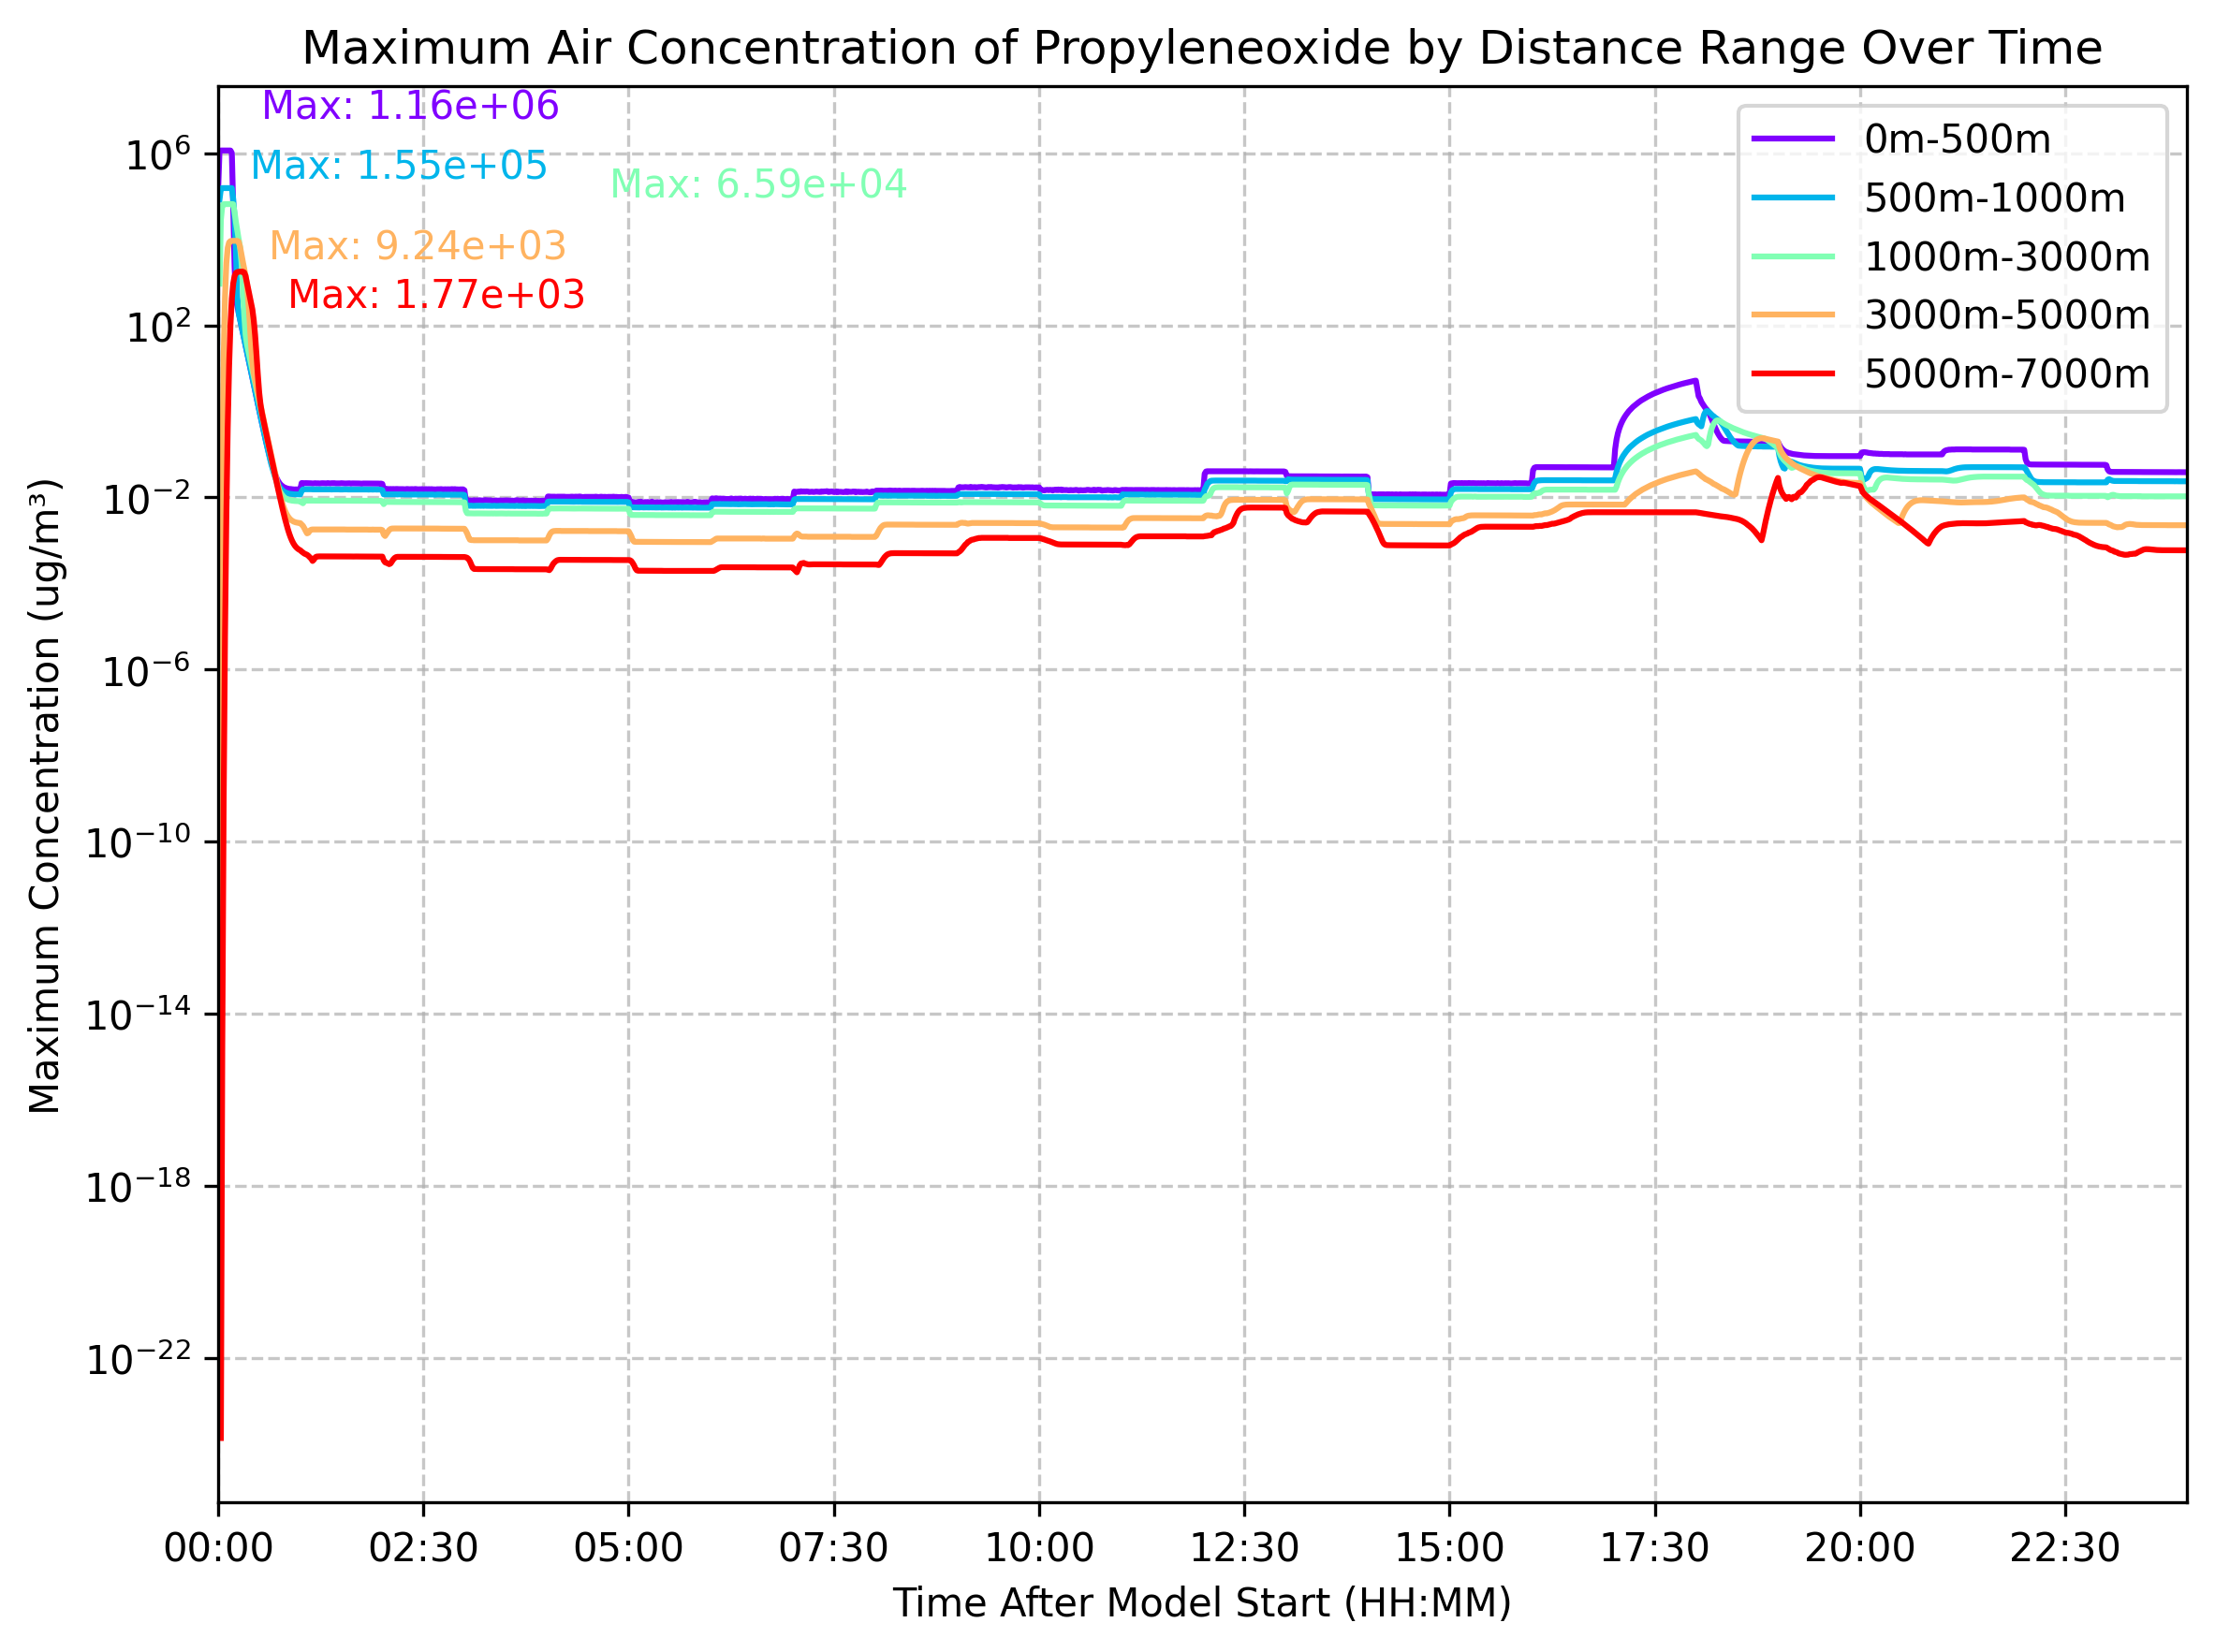 Maximum Air Concentration of Propyleneoxide by Distance Range Over Time
Max: 1.16e+06
Max: 1.55e+05
Max: 6.59e+04
Max: 9.24e+03
Max: 1.77e+03
0m-500m
500m-1000m
1000m-3000m
3000m-5000m
5000m-7000m
Maximum Concentration (ug/m³)
10⁶
10²
10⁻²
10⁻⁶
10⁻¹⁰
10⁻¹⁴
10⁻¹⁸
10⁻²²
00:00 02:30 05:00 07:30 10:00 12:30 15:00 17:30 20:00 22:30
Time After Model Start (HH:MM)